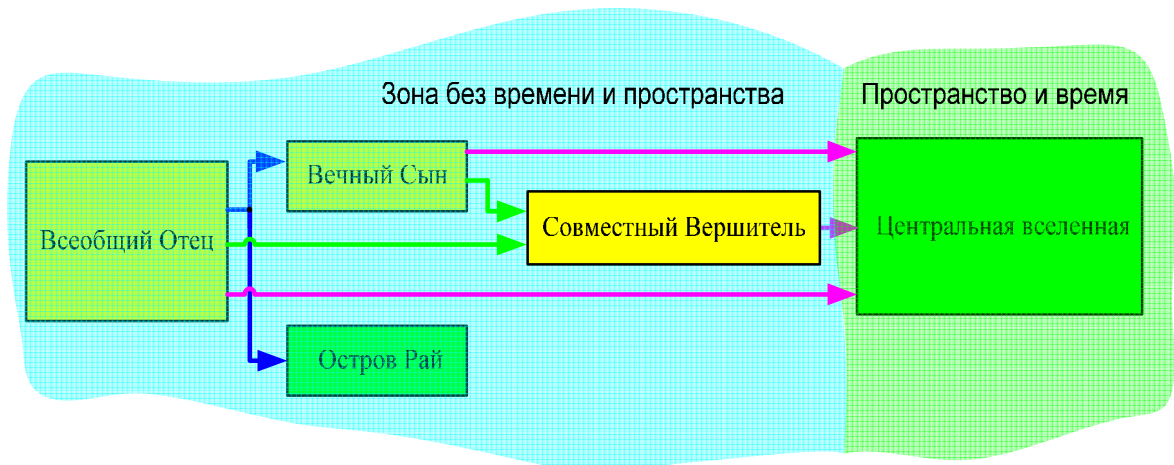 Зона без времени и пространства
Пространство и время
Вечный Сын
Всеобщий Отец
Совместный Вершитель
Центральная вселенная
Остров Рай